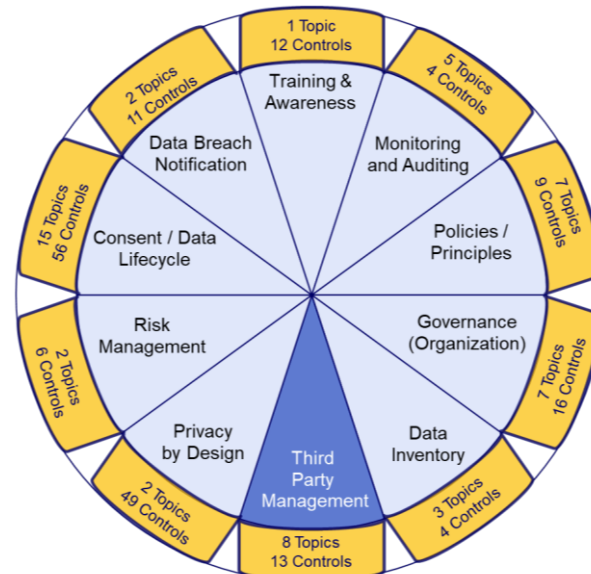 1 Topic
12 Controls
Training &
Awareness
5 Topics
4 Controls
Monitoring
and Auditing
7 Topics
9 Controls
Policies /
Principles
7 Topics
16 Controls
Governance
(Organization)
3 Topics
4 Controls
Data
Inventory
8 Topics
13 Controls
Third
Party
Management
2 Topics
49 Controls
Privacy
by Design
2 Topics
6 Controls
Risk
Management
15 Topics
56 Controls
Consent / Data
Lifecycle
2 Topics
11 Controls
Data Breach
Notification